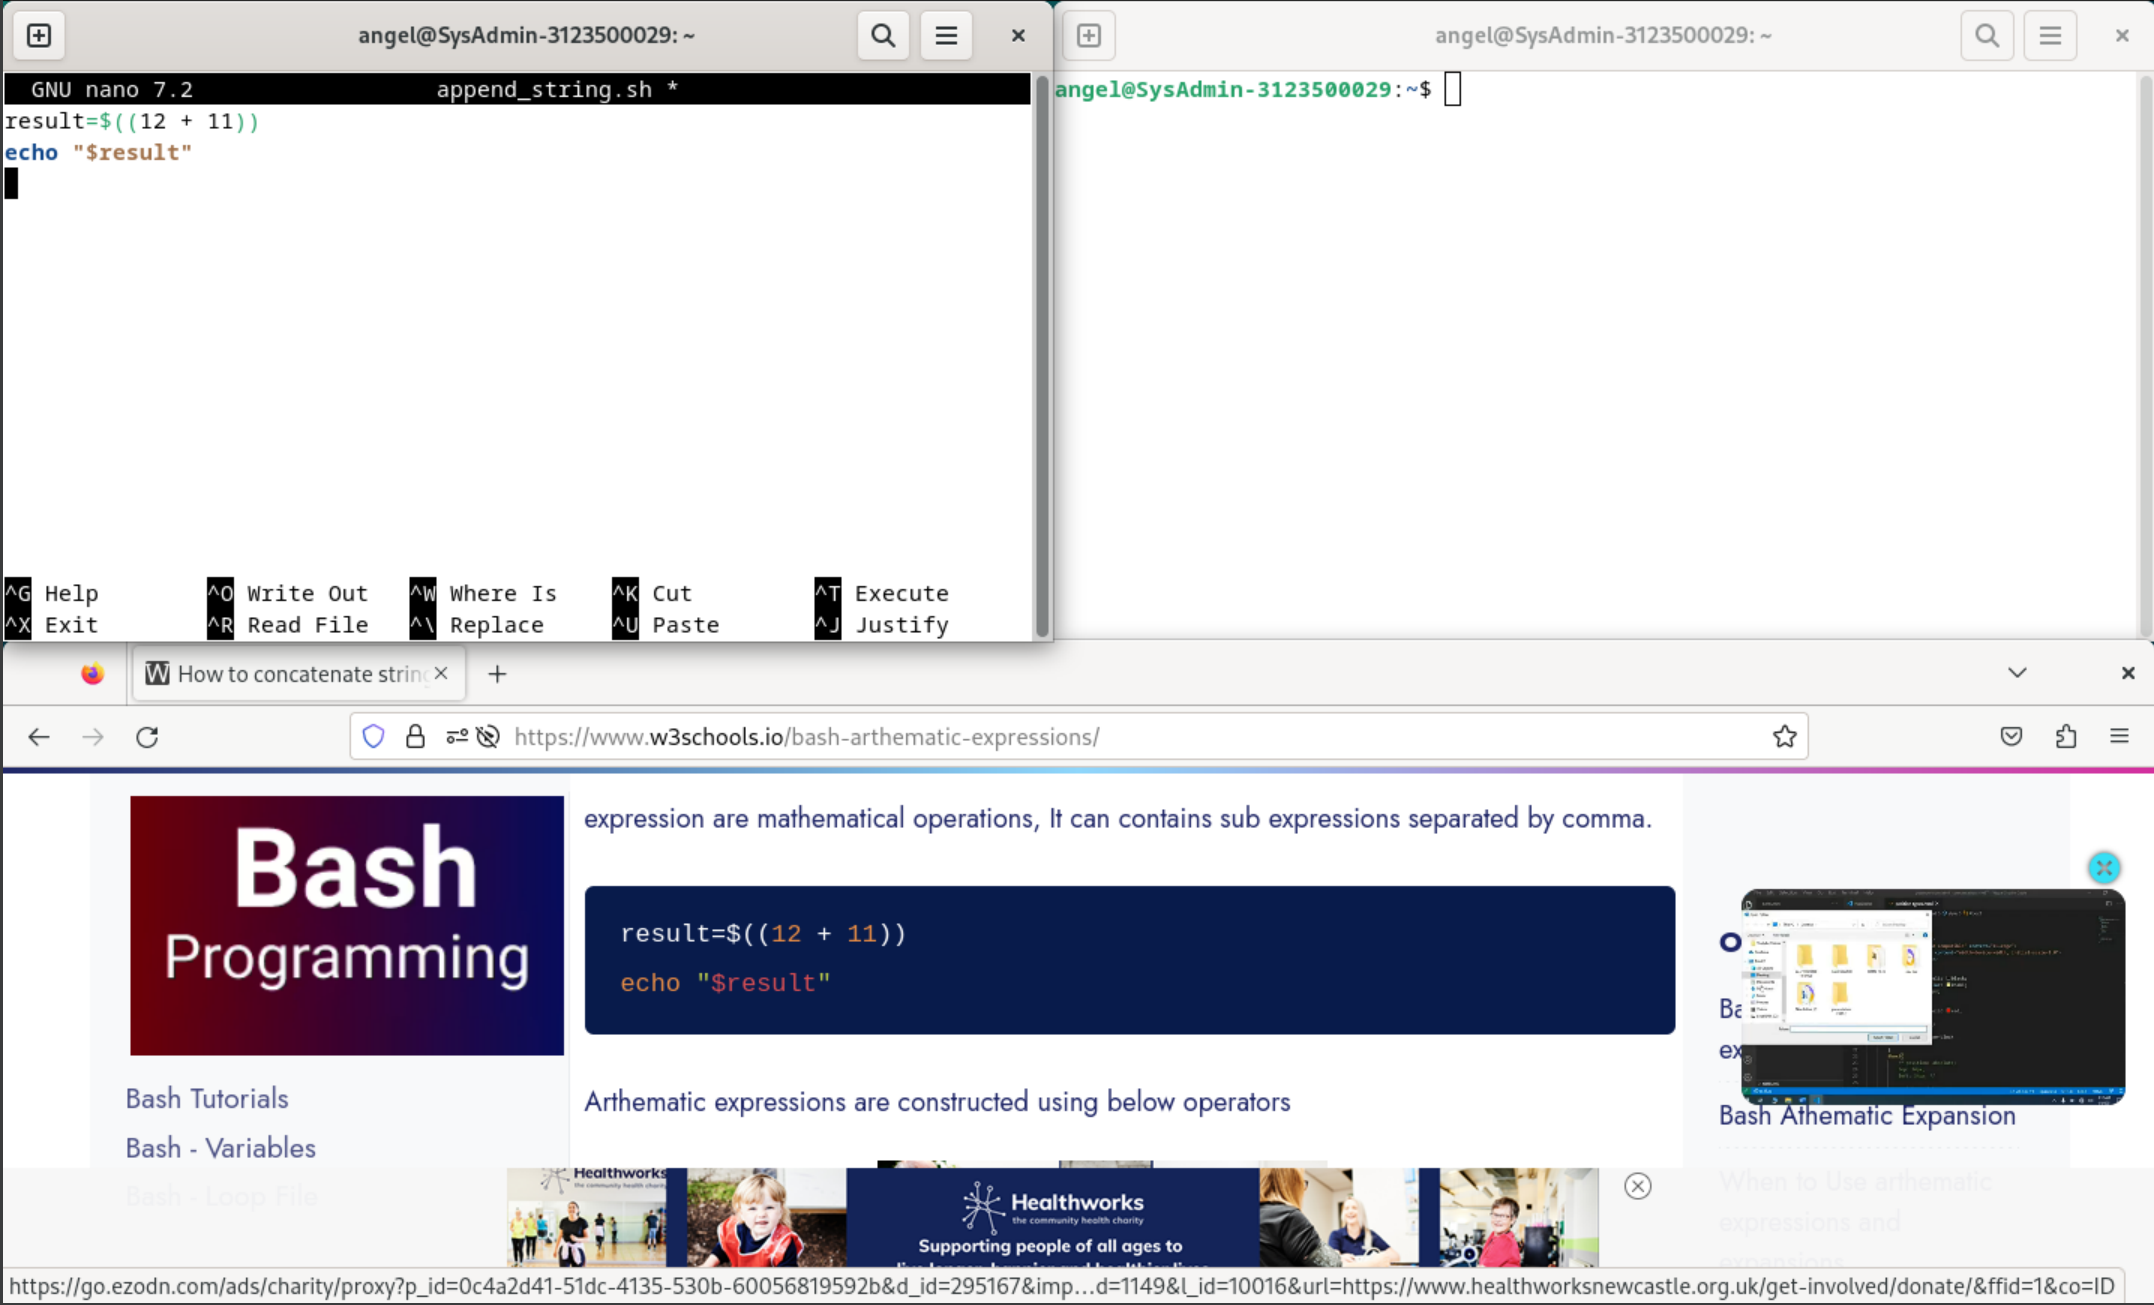 angel@SysAdmin-3123500029: ~
GNU nano 7.2 append_string.sh *
result=$((12 + 11))
echo "$result"
^G Help ^O Write Out ^W Where Is ^K Cut ^T Execute
^X Exit ^R Read File ^\ Replace ^U Paste ^J Justify
angel@SysAdmin-3123500029: ~
angel@SysAdmin-3123500029:~$
How to concatenate string
https://www.w3schools.io/bash-arthematic-expressions/
Bash
Programming
Bash Tutorials
Bash - Variables
Bash - Loop File
expression are mathematical operations, It can contains sub expressions separated by comma.
result=$((12 + 11))
echo "$result"
Arthematic expressions are constructed using below operators
Bash Athematic Expansion
When to Use arthematic
expressions and
expansions
Healthworks
the community health charity
Healthworks
the community health charity
Supporting people of all ages to
https://go.ezodn.com/ads/charity/proxy?p_id=0c4a2d41-51dc-4135-530b-60056819592b&d_id=295167&imp...d=1149&l_id=10016&url=https://www.healthworksnewcastle.org.uk/get-involved/donate/&ffid=1&co=ID